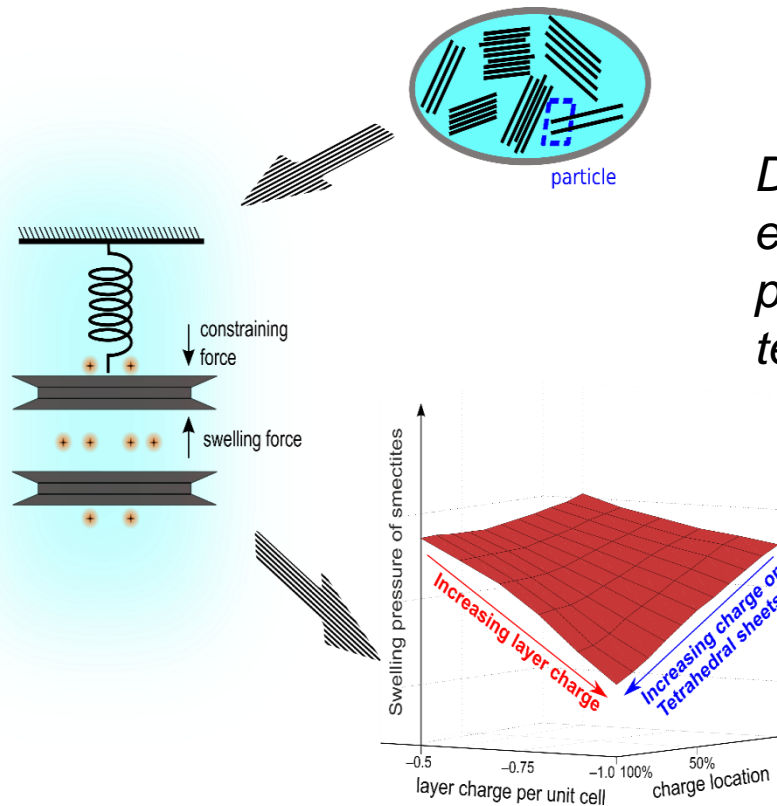 particle
constraining
force
swelling force
Swelling pressure of smectites
Increasing layer charge
Increasing charge on
Tetrahedral sheets
−0.5
−0.75
−1.0 100%
50%
layer charge per unit cell
charge location